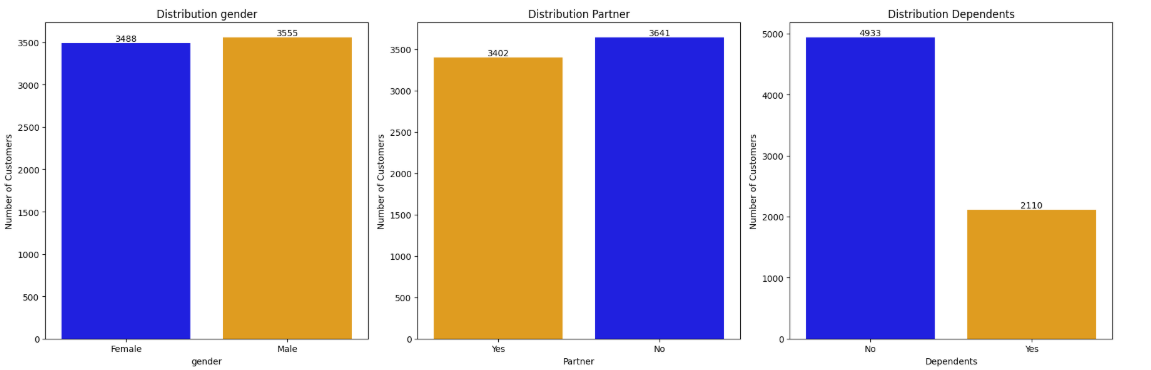 Distribution gender
3488
3555
3500
3000
2500
2000
1500
1000
500
0
Number of Customers
Female
Male
gender
Distribution Partner
3402
3641
3500
3000
2500
2000
1500
1000
500
0
Number of Customers
Yes
No
Partner
Distribution Dependents
4933
2110
5000
4000
3000
2000
1000
0
Number of Customers
No
Yes
Dependents